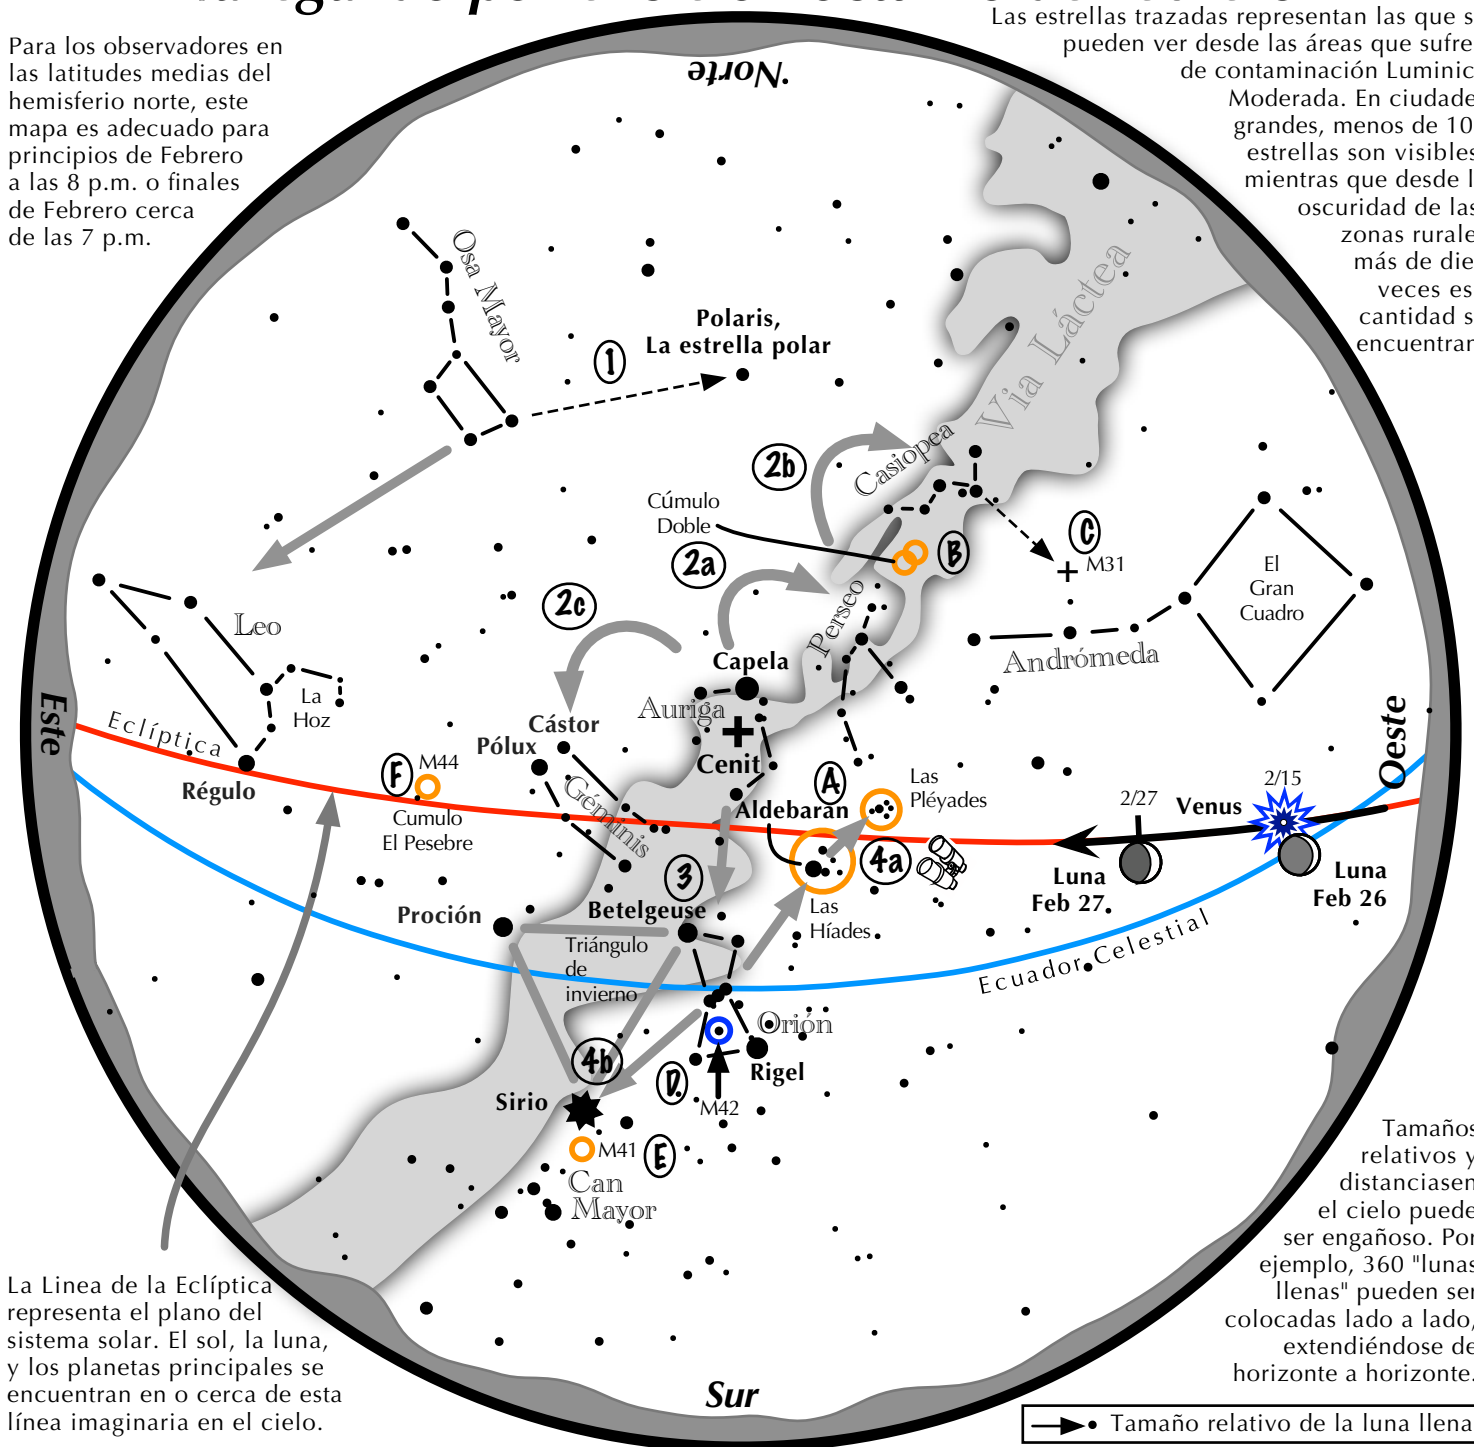 Para los observadores en
las latitudes medias del
hemisferio norte, este
mapa es adecuado para
principios de Febrero
a las 8 p.m. o finales
de Febrero cerca
de las 7 p.m.
Las estrellas trazadas representan las que s
pueden ver desde las áreas que sufre
de contaminación Luminic
Moderada. En ciudade
grandes, menos de 10
estrellas son visibles
mientras que desde l
oscuridad de las
zonas rurale
más de die
veces es
cantidad s
encuentran
Norte
Osa Mayor
Polaris,
La estrella polar
1
Via Láctea
2b
Casiopea
Cúmulo
Doble
2a
B
C
M31
El
Gran
Cuadro
2c
Leo
La
Hoz
Perseo
Andrómeda
Capela
Auriga
Cenit
Este
Eclíptica
Régulo
F
M44
Cumulo
El Pesebre
Cástor
Pólux
Géminis
A
Las
Pléyades
Aldebarán
4a
Las
Híades
2/27
Venus
2/15
Oeste
Luna
Feb 27
Luna
Feb 26
3
Proción
Betelgeuse
Triángulo
de
invierno
Ecuador Celestial
Orión
Rigel
4b
D
M42
Sirio
M41
E
Can
Mayor
La Linea de la Eclíptica
representa el plano del
sistema solar. El sol, la luna,
y los planetas principales se
encuentran en o cerca de esta
línea imaginaria en el cielo.
Sur
Tamaños
relativos y
distanciasen
el cielo puede
ser engañoso. Por
ejemplo, 360 "lunas
llenas" pueden ser
colocadas lado a lado,
extendiéndose de
horizonte a horizonte.
Tamaño relativo de la luna llena